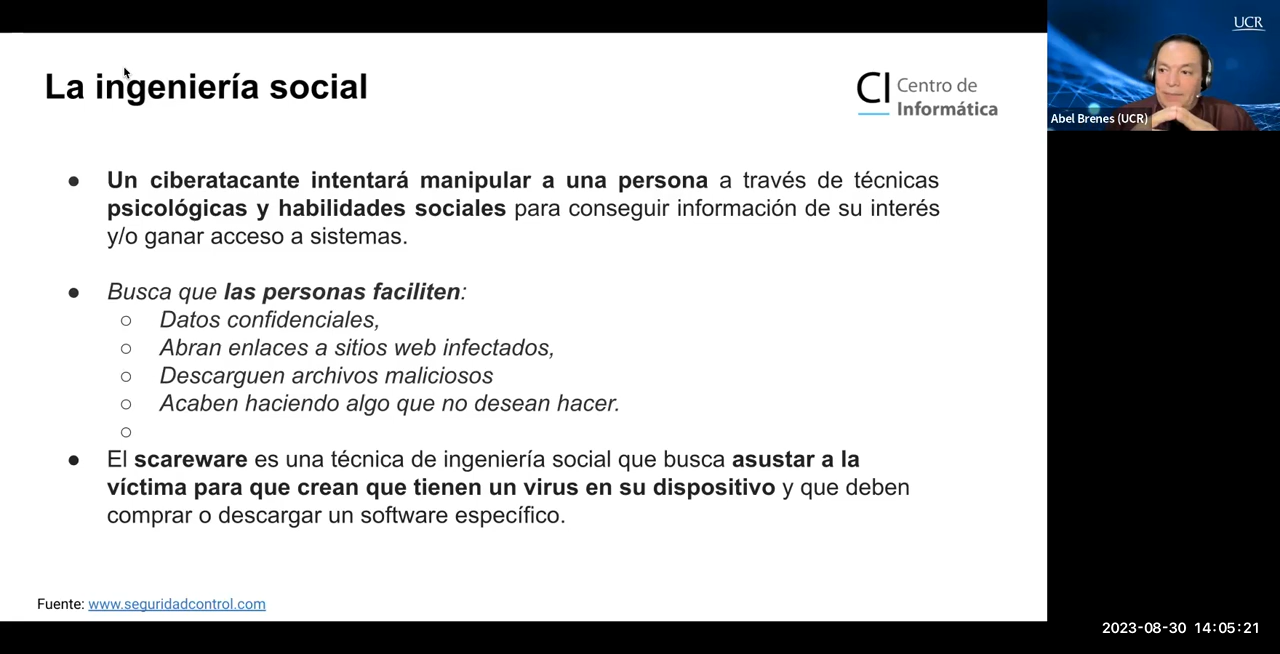 La ingeniería social
CI Centro de
Informática
● Un ciberatacante intentará manipular a una persona a través de técnicas
psicológicas y habilidades sociales para conseguir información de su interés
y/o ganar acceso a sistemas.
● Busca que las personas faciliten:
○ Datos confidenciales,
○ Abran enlaces a sitios web infectados,
○ Descarguen archivos maliciosos
○ Acaben haciendo algo que no desean hacer.
○
● El scareware es una técnica de ingeniería social que busca asustar a la
víctima para que crean que tienen un virus en su dispositivo y que deben
comprar o descargar un software específico.
Fuente: www.seguridadcontrol.com
UCR
Abel Brenes (UCR)
2023-08-30 14:05:21